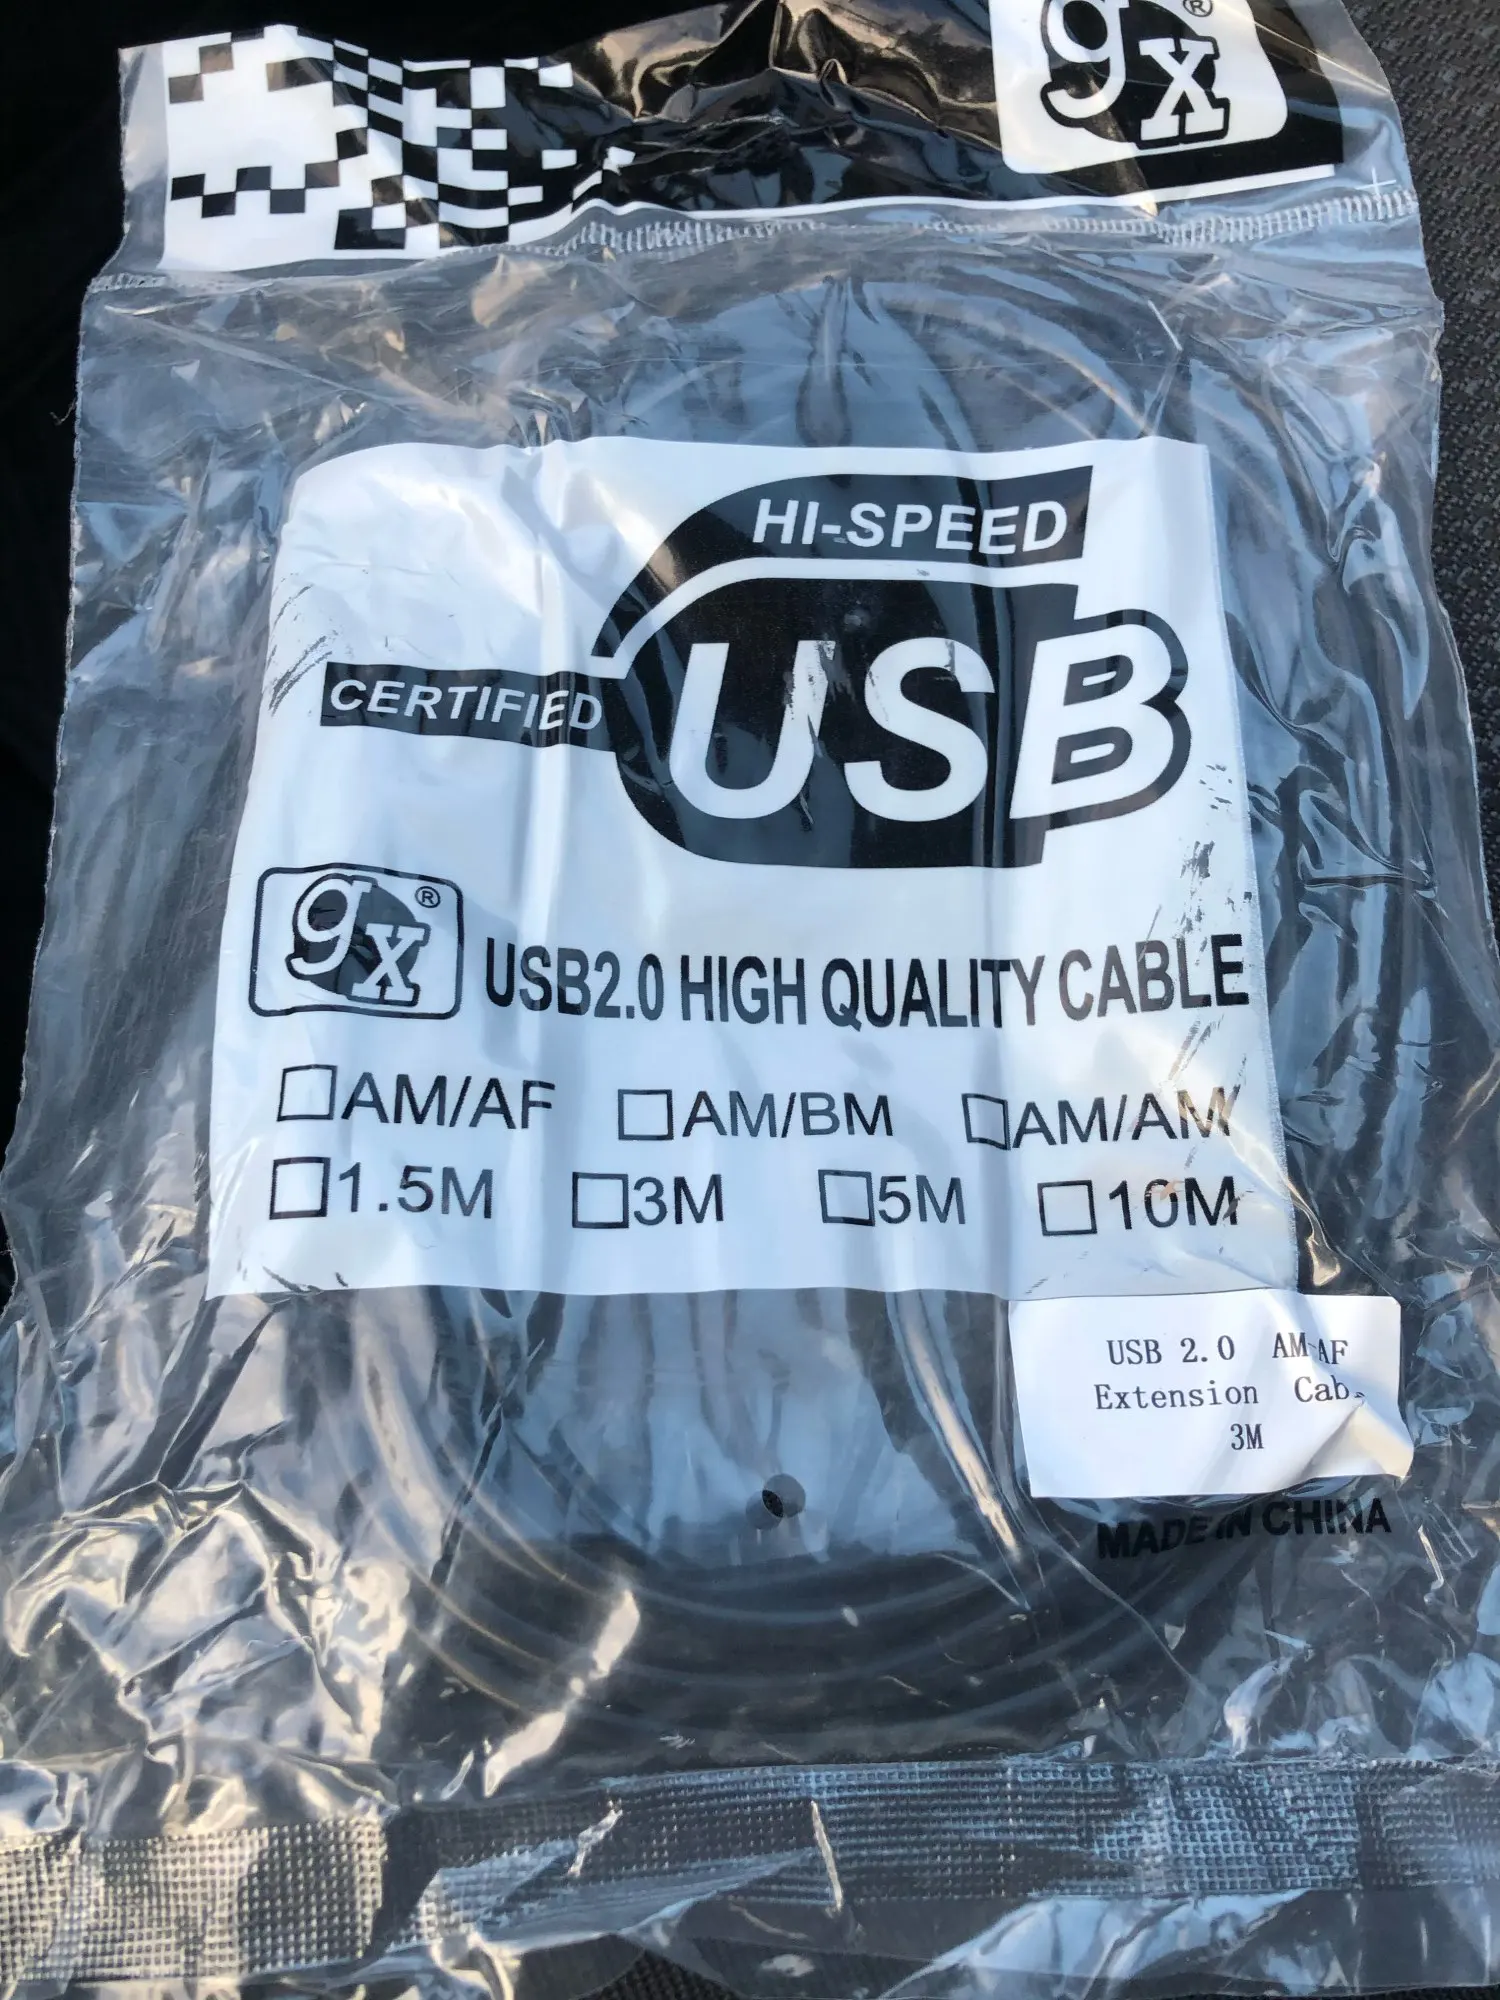 gx®
HI-SPEED
CERTIFIED
USB
gx®
USB2.0 HIGH QUALITY CABLE
☐AM/AF ☐AM/BM ☐AM/AM
☐1.5M ☐3M ☐5M ☐10M
USB 2.0 AM-AF
Extension
3M
MADE IN CHINA